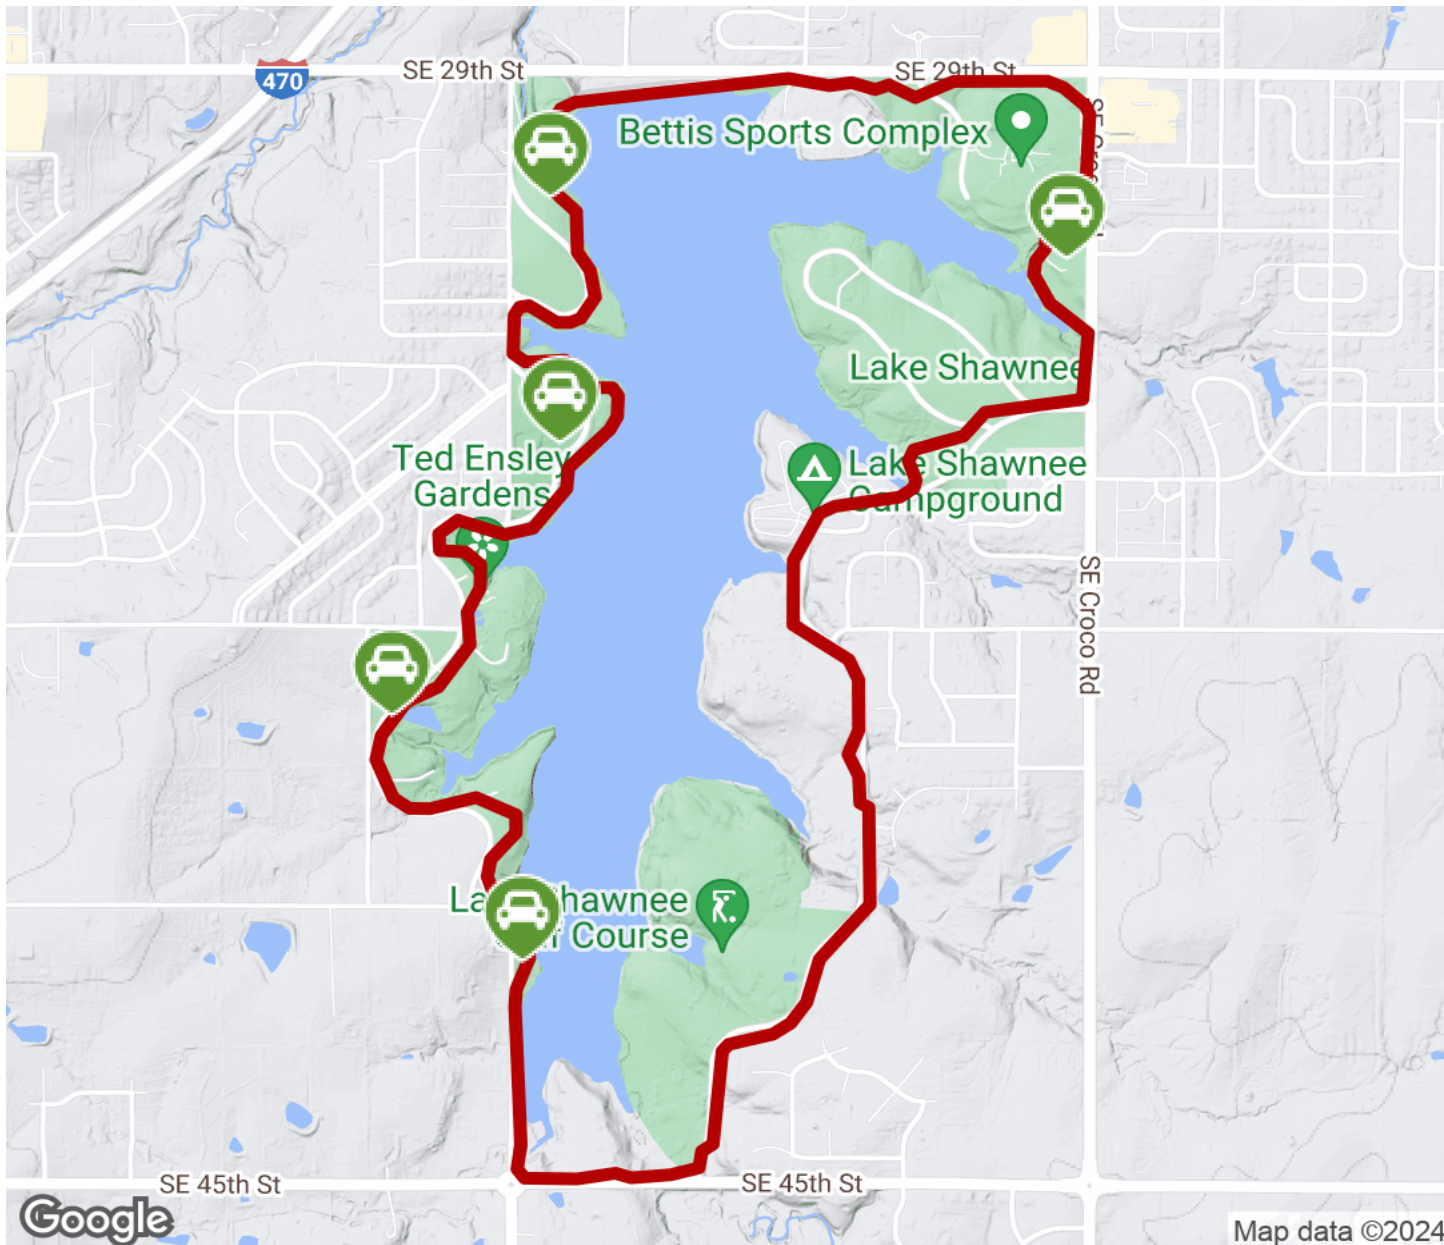 SE 29th St
SE 29th St
470
Bettis Sports Complex
Lake Shawnee
Ted Ensley
Gardens
Lake Shawnee
Campground
SE Croco Rd
Shawnee
Course
SE 45th St
SE 45th St
Google
Map data ©2024